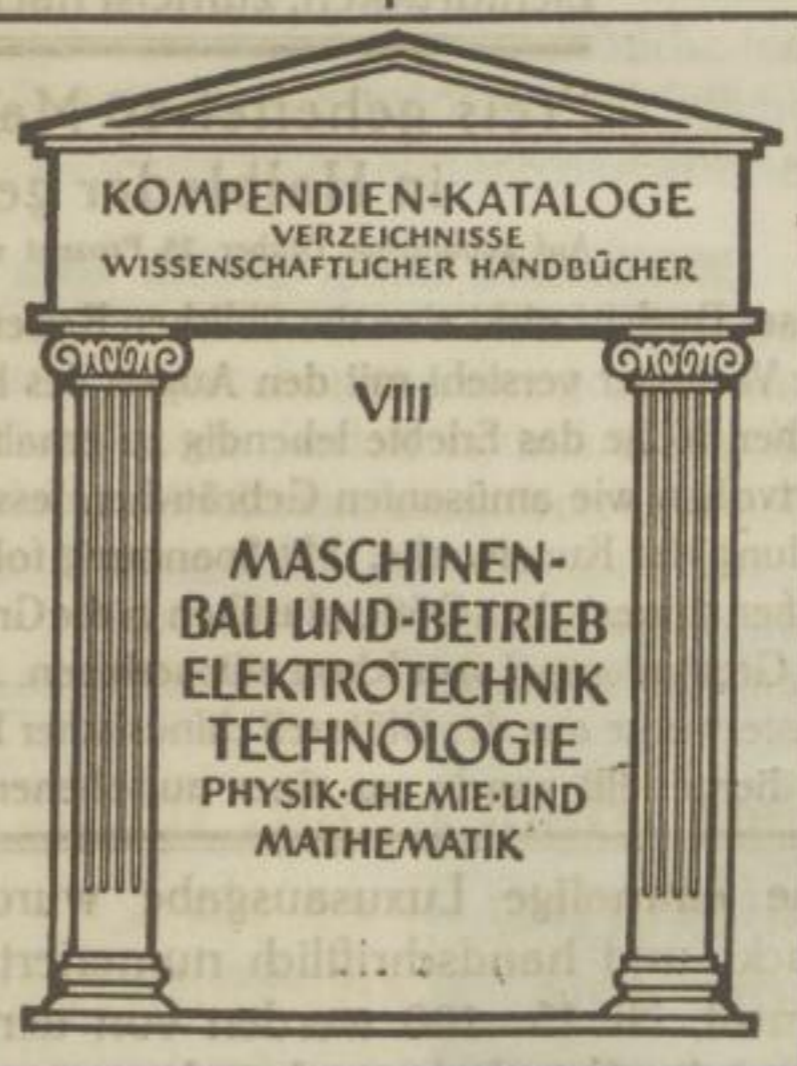 KOMPENDIEN-KATALOGE
VERZEICHNISSE
WISSENSCHAFTLICHER HANDBÜCHER
VIII
MASCHINEN-
BAU UND-BETRIEB
ELEKTROTECHNIK
TECHNOLOGIE
PHYSIK·CHEMIE·UND
MATHEMATIK